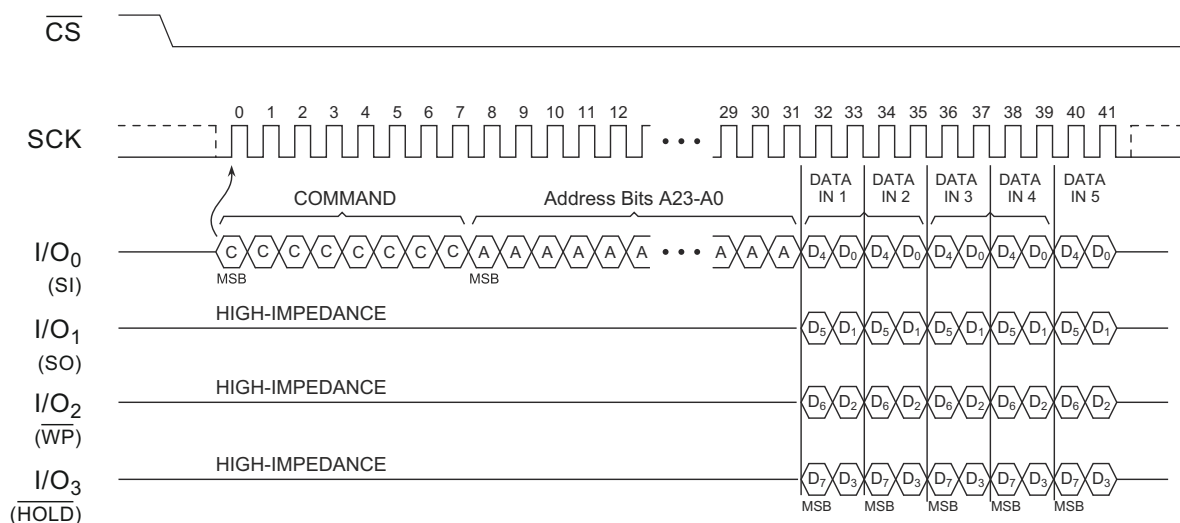 CS
SCK
0 1 2 3 4 5 6 7 8 9 10 11 12 ••• 29 30 31 32 33 34 35 36 37 38 39 40 41
COMMAND
Address Bits A23-A0
DATA IN 1
DATA IN 2
DATA IN 3
DATA IN 4
DATA IN 5
I/O0
(SI)
C C C C C C C C A A A A A A ••• A A A D4 D0 D4 D0 D4 D0 D4 D0 D4 D0
MSB MSB
I/O1
(SO)
HIGH-IMPEDANCE
D5 D1 D5 D1 D5 D1 D5 D1 D5 D1
I/O2
(WP)
HIGH-IMPEDANCE
D6 D2 D6 D2 D6 D2 D6 D2 D6 D2
I/O3
(HOLD)
HIGH-IMPEDANCE
D7 D3 D7 D3 D7 D3 D7 D3 D7 D3
MSB MSB MSB MSB MSB